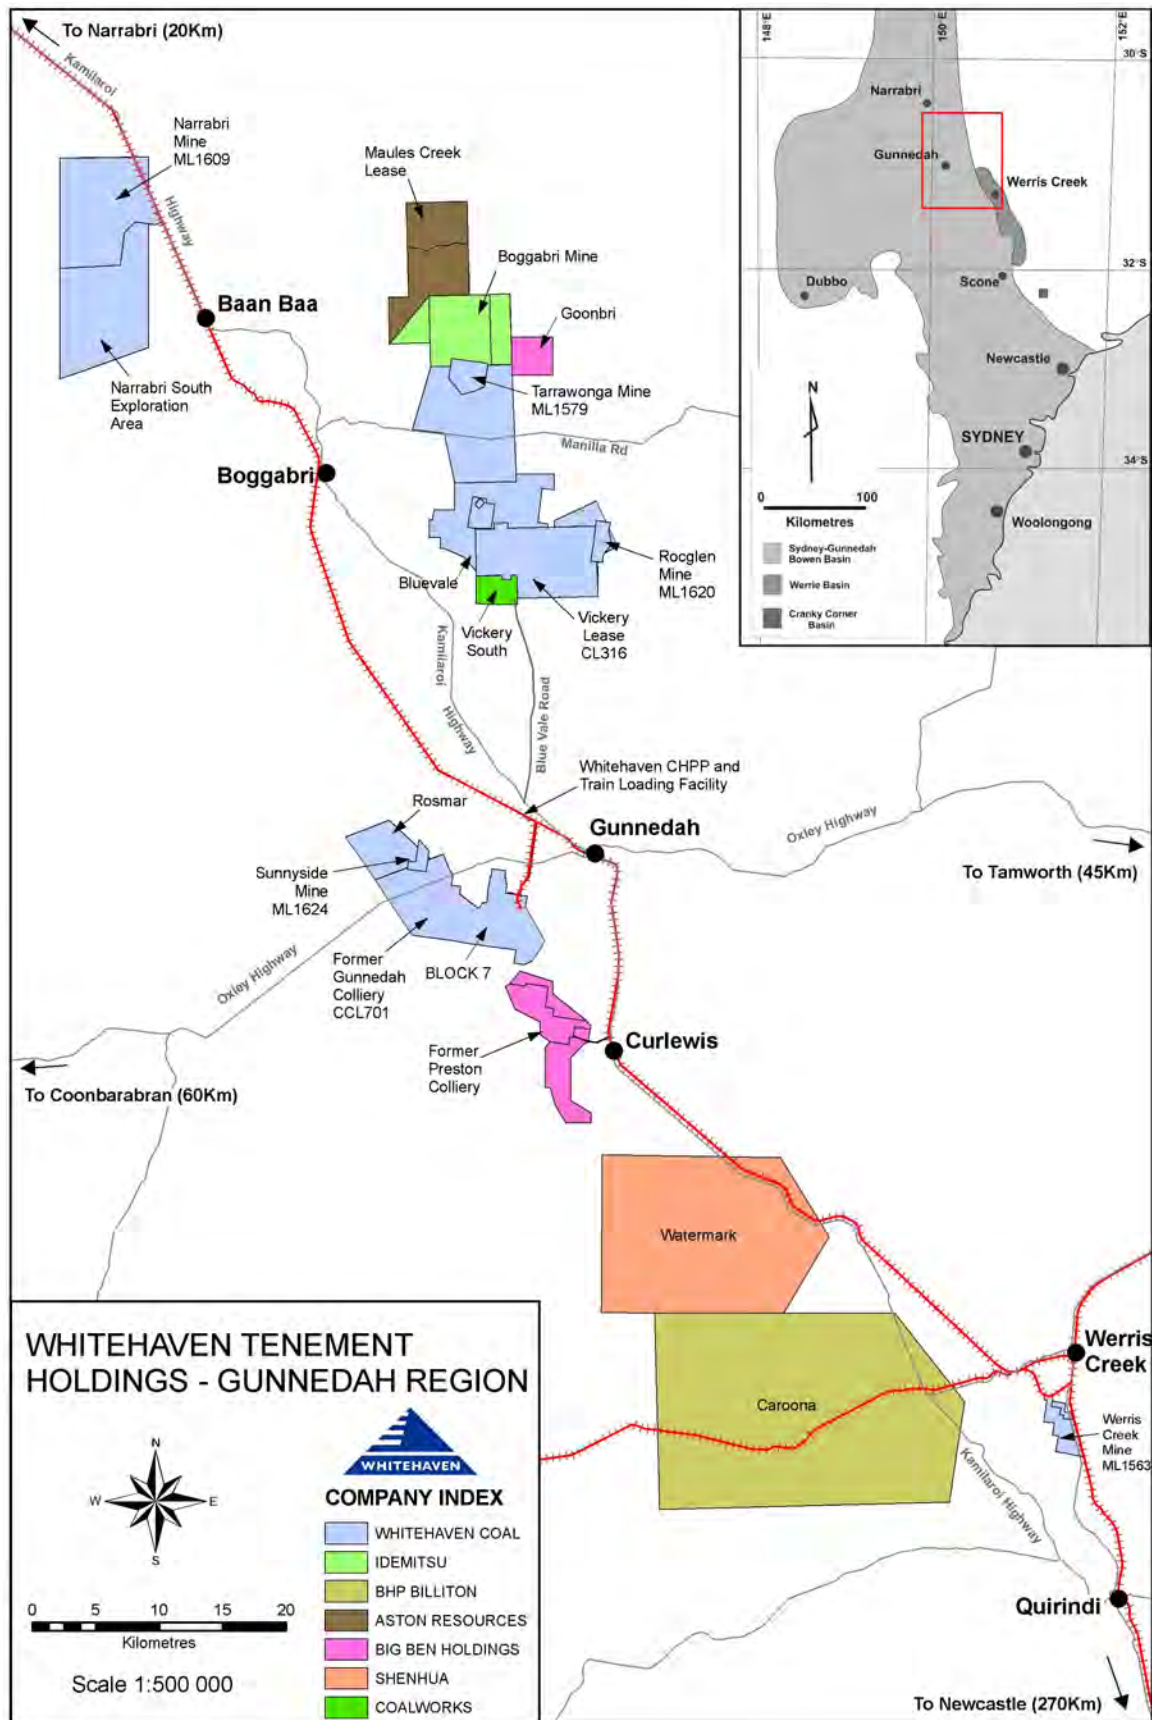 To Narrabri (20Km)
Kamilaroi
Highway
Narrabri
Mine
ML1609
Maules Creek
Lease
Boggabri Mine
Goonbri
Baan Baa
Narrabri South
Exploration
Area
Tarrawonga Mine
ML1579
Manilla Rd
Boggabri
Bluevale
Rocglen
Mine
ML1620
Vickery
South
Vickery
Lease
CL316
Kamilaroi
Highway
Blue Vale Road
Whitehaven CHPP and
Train Loading Facility
Rosmar
Gunnedah
Oxley Highway
To Tamworth (45Km)
Sunnyside
Mine
ML1624
Former
Gunnedah
Colliery
CCL701
BLOCK 7
Oxley Highway
Former
Preston
Colliery
Curlewis
To Coonbarabran (60Km)
Watermark
Caroona
Werris
Creek
Werris
Creek
Mine
ML1563
Kamilaroi Highway
Quirindi
To Newcastle (270Km)
148°E
150°E
152°E
30°S
Narrabri
Gunnedah
Werris Creek
32°S
Dubbo
Scone
Newcastle
N
SYDNEY
34°S
0 100
Kilometres
Woolongong
Sydney-Gunnedah
Bowen Basin
Werrie Basin
Cranky Corner
Basin
WHITEHAVEN TENEMENT
HOLDINGS - GUNNEDAH REGION
N
W E
S
0 5 10 15 20
Kilometres
Scale 1:500 000
WHITEHAVEN
COMPANY INDEX
WHITEHAVEN COAL
IDEMITSU
BHP BILLITON
ASTON RESOURCES
BIG BEN HOLDINGS
SHENHUA
COALWORKS